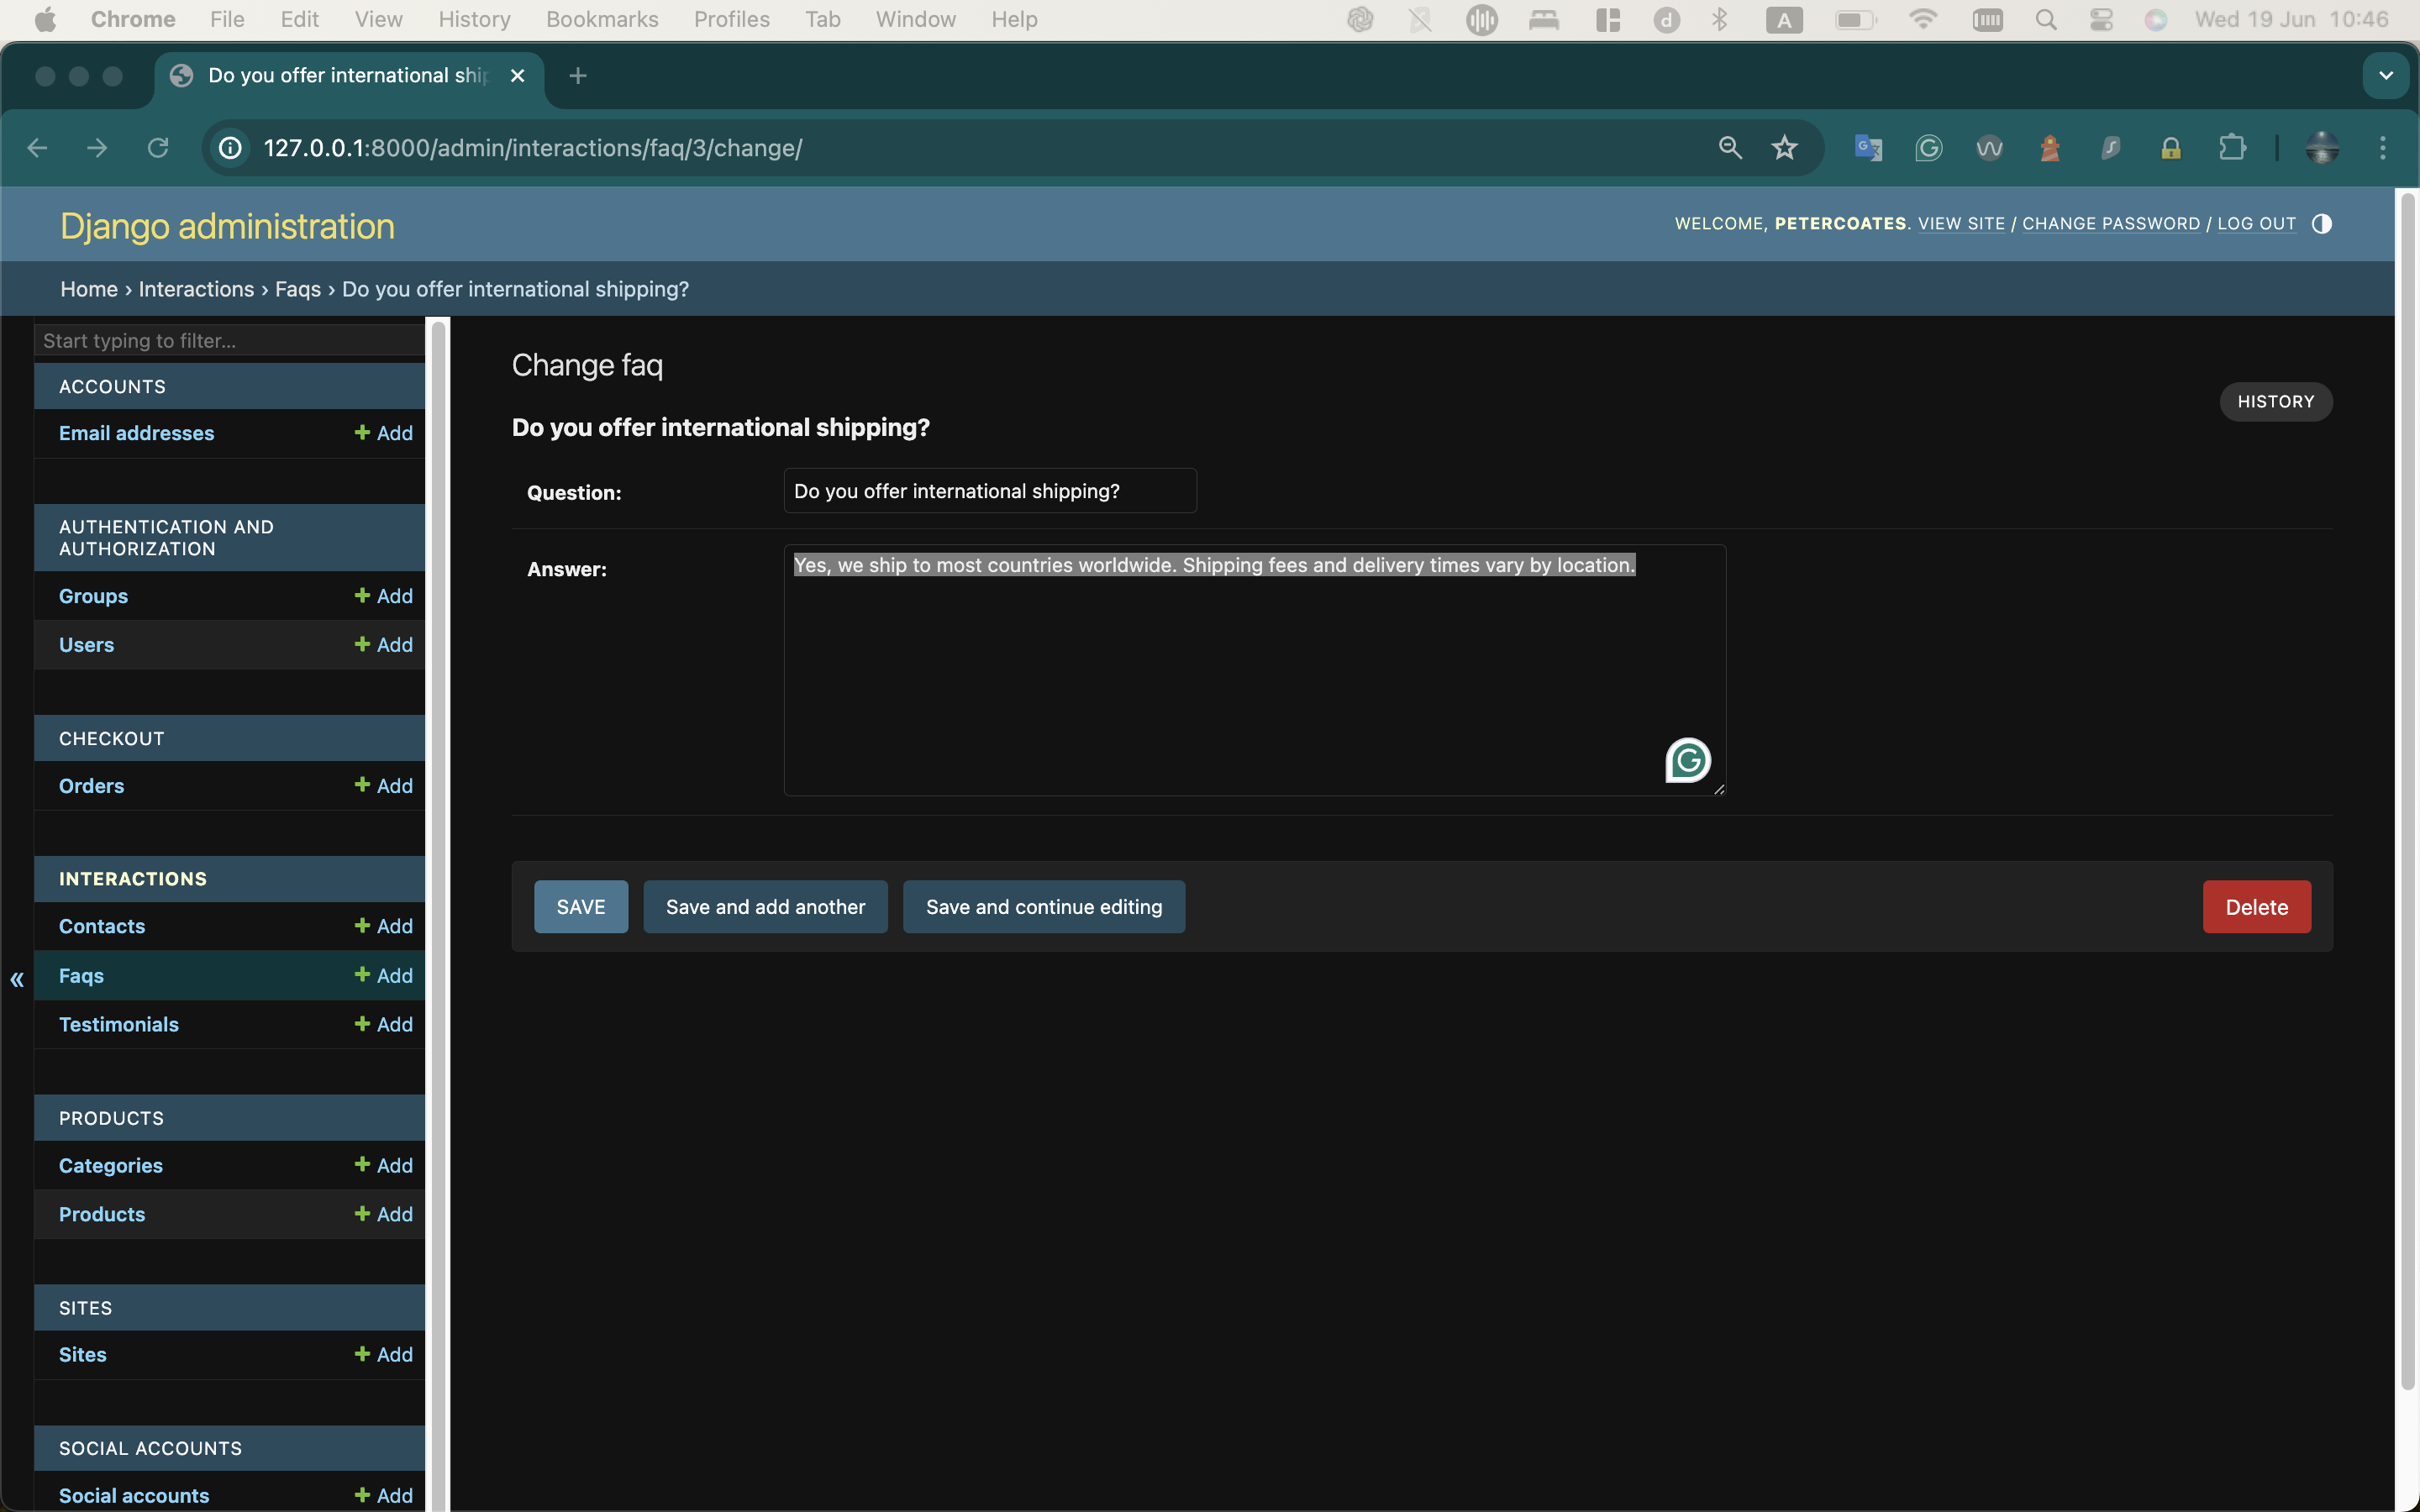 Chrome File Edit View History Bookmarks Profiles Tab Window Help Wed 19 Jun 10:46
Do you offer international ship
127.0.0.1:8000/admin/interactions/faq/3/change/
Django administration
WELCOME, PETERCOATES. VIEW SITE / CHANGE PASSWORD / LOG OUT
Home › Interactions › Faqs › Do you offer international shipping?
Start typing to filter...
ACCOUNTS
Email addresses + Add
AUTHENTICATION AND
AUTHORIZATION
Groups + Add
Users + Add
CHECKOUT
Orders + Add
INTERACTIONS
Contacts + Add
Faqs + Add
Testimonials + Add
PRODUCTS
Categories + Add
Products + Add
SITES
Sites + Add
SOCIAL ACCOUNTS
Social accounts + Add
«
Change faq
HISTORY
Do you offer international shipping?
Question: Do you offer international shipping?
Answer: Yes, we ship to most countries worldwide. Shipping fees and delivery times vary by location.
SAVE Save and add another Save and continue editing Delete